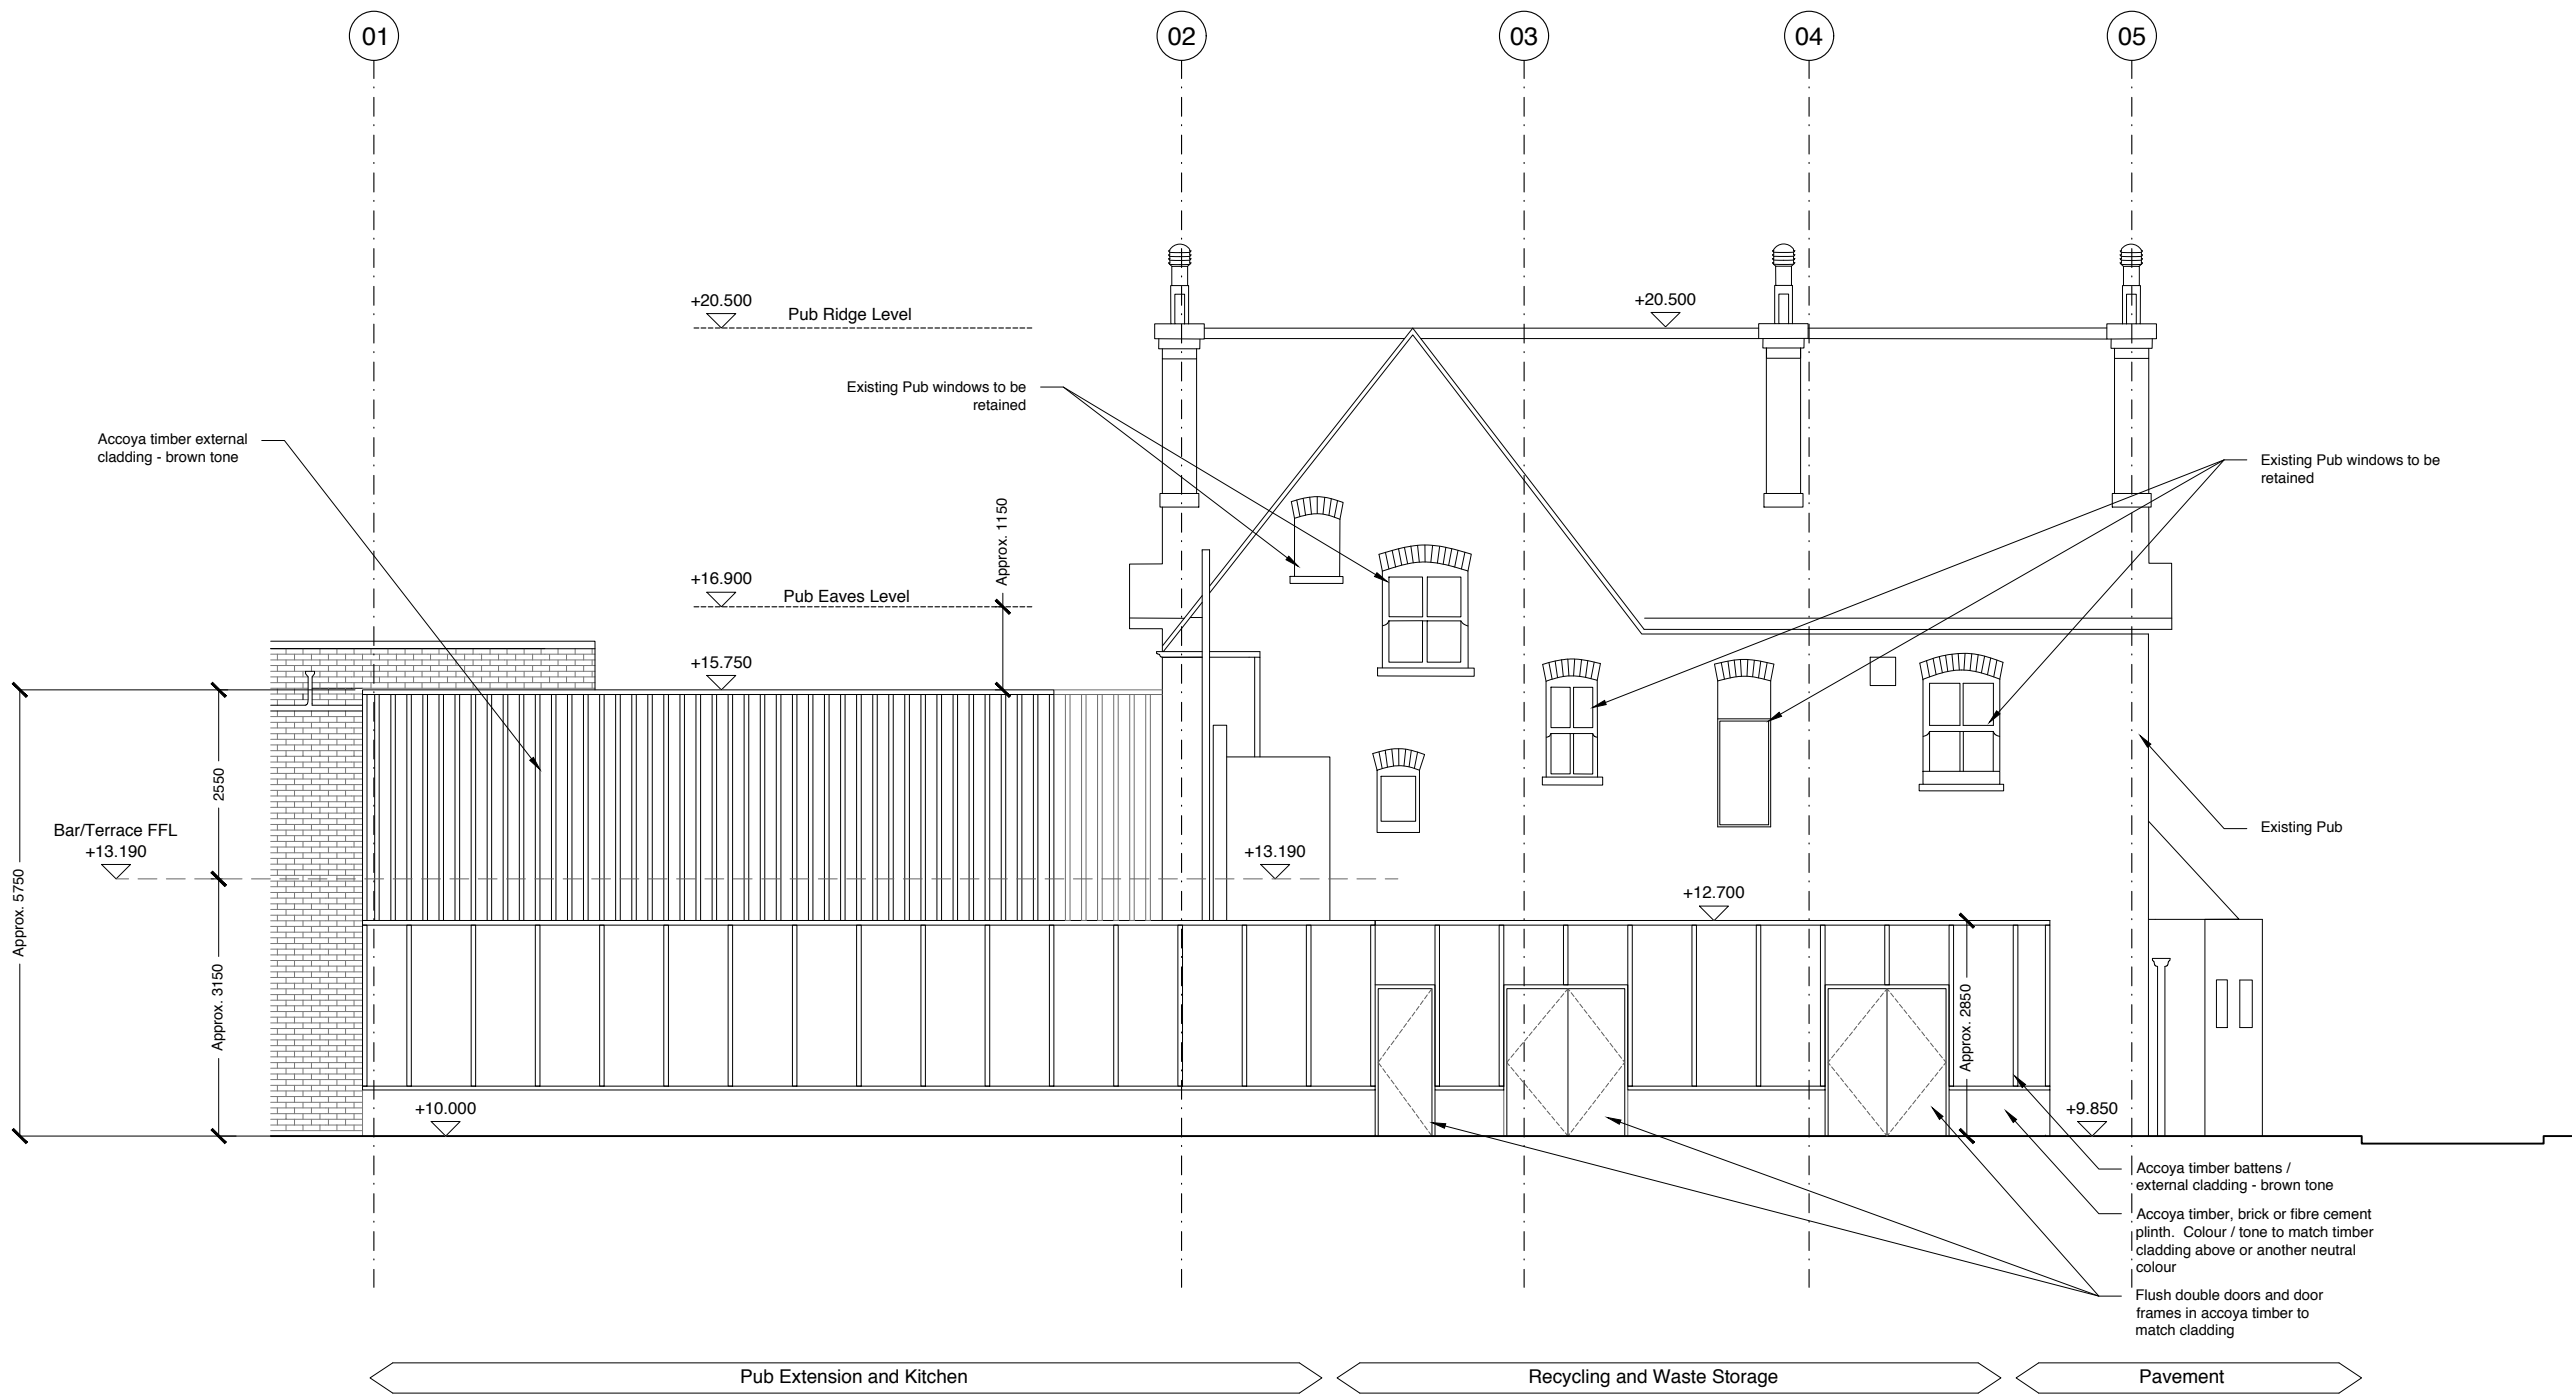 01
02
03
04
05
+20.500
Pub Ridge Level
+20.500
Existing Pub windows to be
retained
Accoya timber external
cladding - brown tone
Existing Pub windows to be
retained
Approx. 1150
+16.900
Pub Eaves Level
+15.750
2550
Bar/Terrace FFL
+13.190
+13.190
Existing Pub
Approx. 5750
+12.700
Approx. 3150
Approx. 2850
+10.000
+9.850
Accoya timber battens /
external cladding - brown tone
Accoya timber, brick or fibre cement
plinth. Colour / tone to match timber
cladding above or another neutral
colour
Flush double doors and door
frames in accoya timber to
match cladding
Pub Extension and Kitchen
Recycling and Waste Storage
Pavement